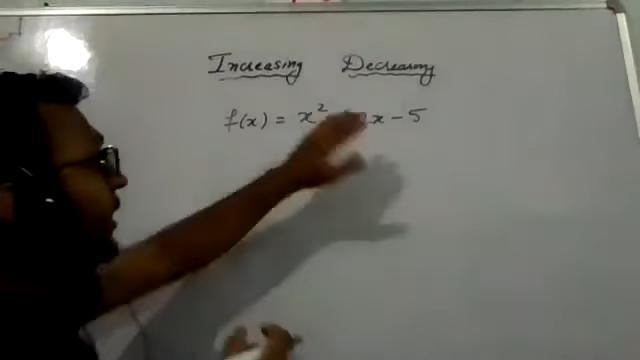 Increasing Decreasing
f(x) = x² x - 5